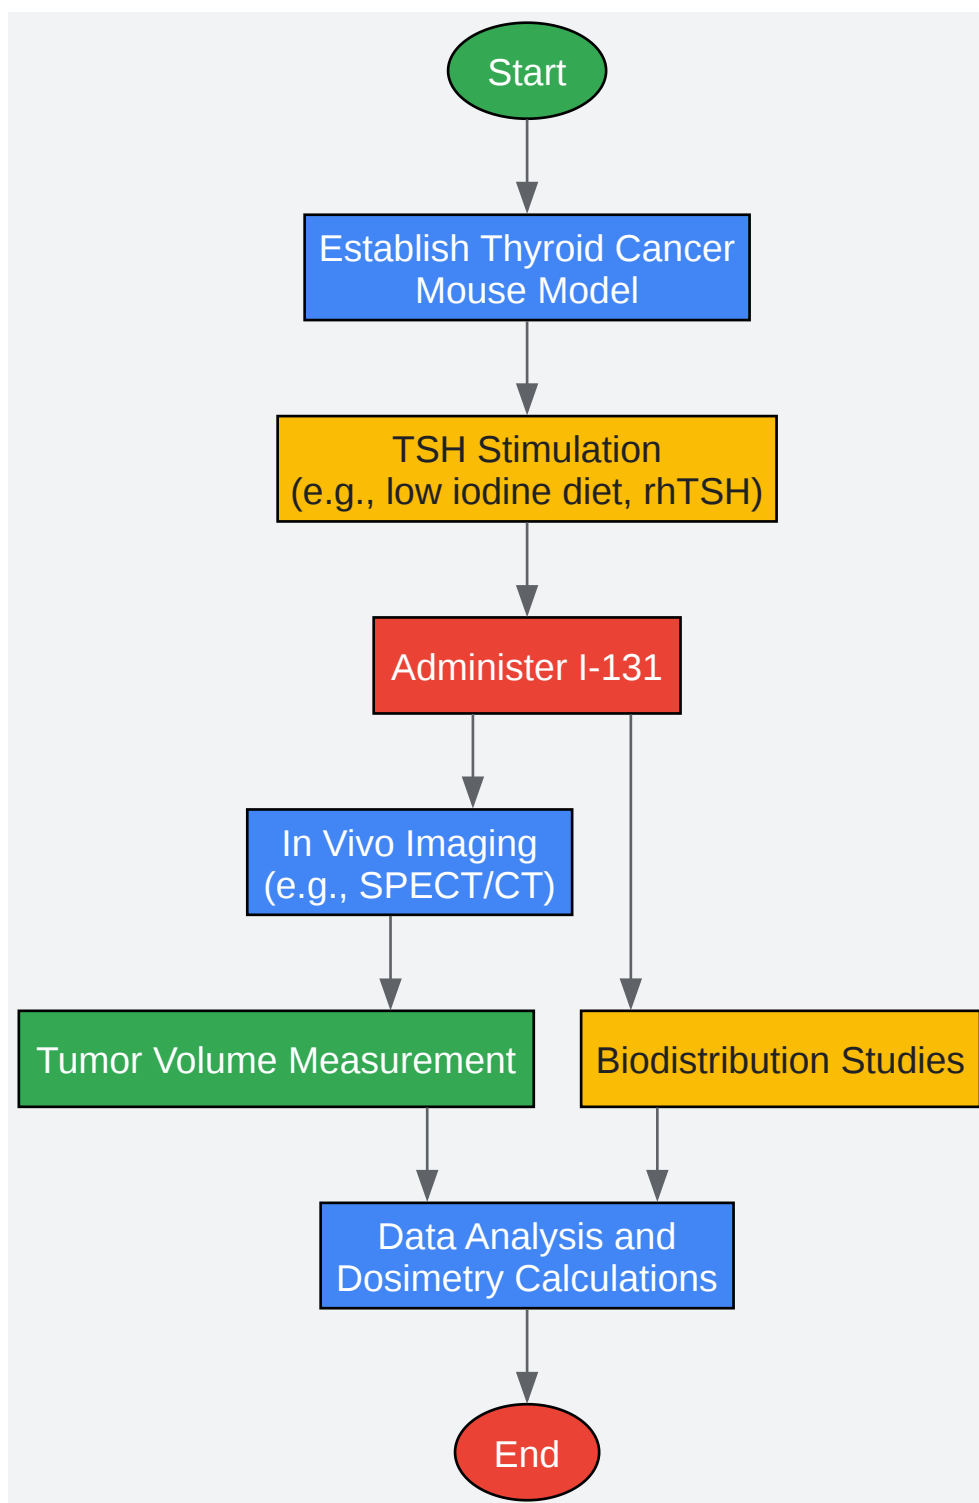 Start
Establish Thyroid Cancer
Mouse Model
TSH Stimulation
(e.g., low iodine diet, rhTSH)
Administer I-131
In Vivo Imaging
(e.g., SPECT/CT)
Tumor Volume Measurement
Biodistribution Studies
Data Analysis and
Dosimetry Calculations
End